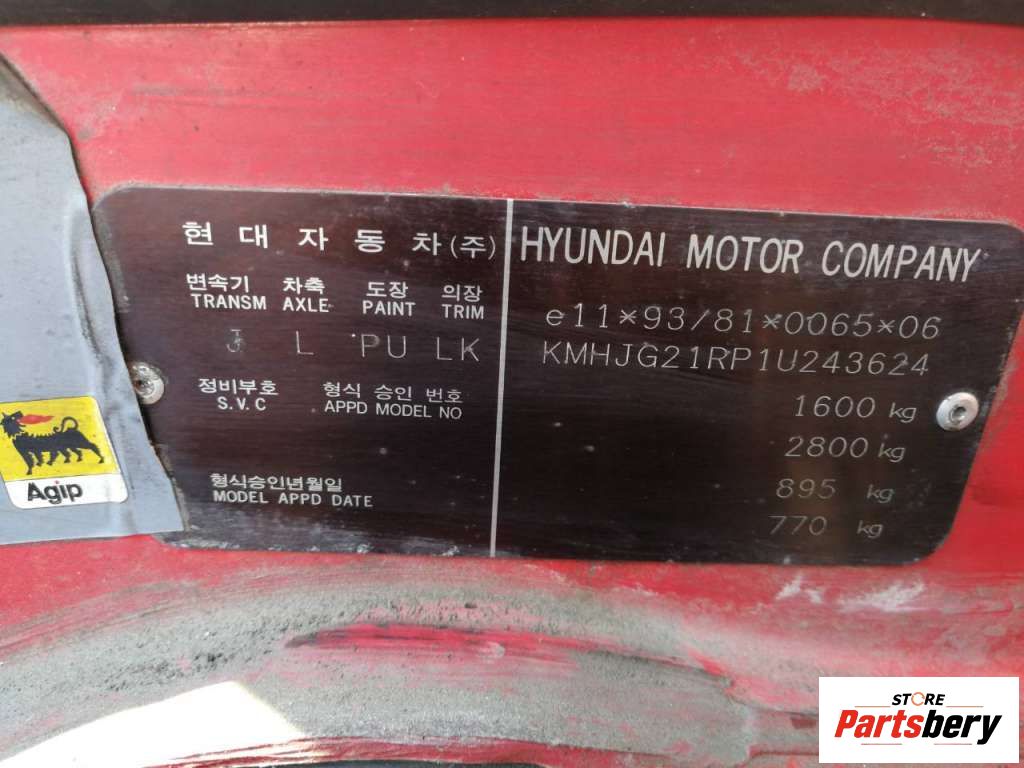 현대자동차(주)
변속기 차축 도장 의장
TRANSM AXLE PAINT TRIM
J L PU LK
정비부호 형식 승인 번호
S.V.C APPD MODEL NO
형식승인년월일
MODEL APPD DATE
HYUNDAI MOTOR COMPANY
e11*93/81*0065*06
KMHJG21RP1U243624
1600 kg
2800 kg
895 kg
770 kg
Agip
STORE
Partsbery